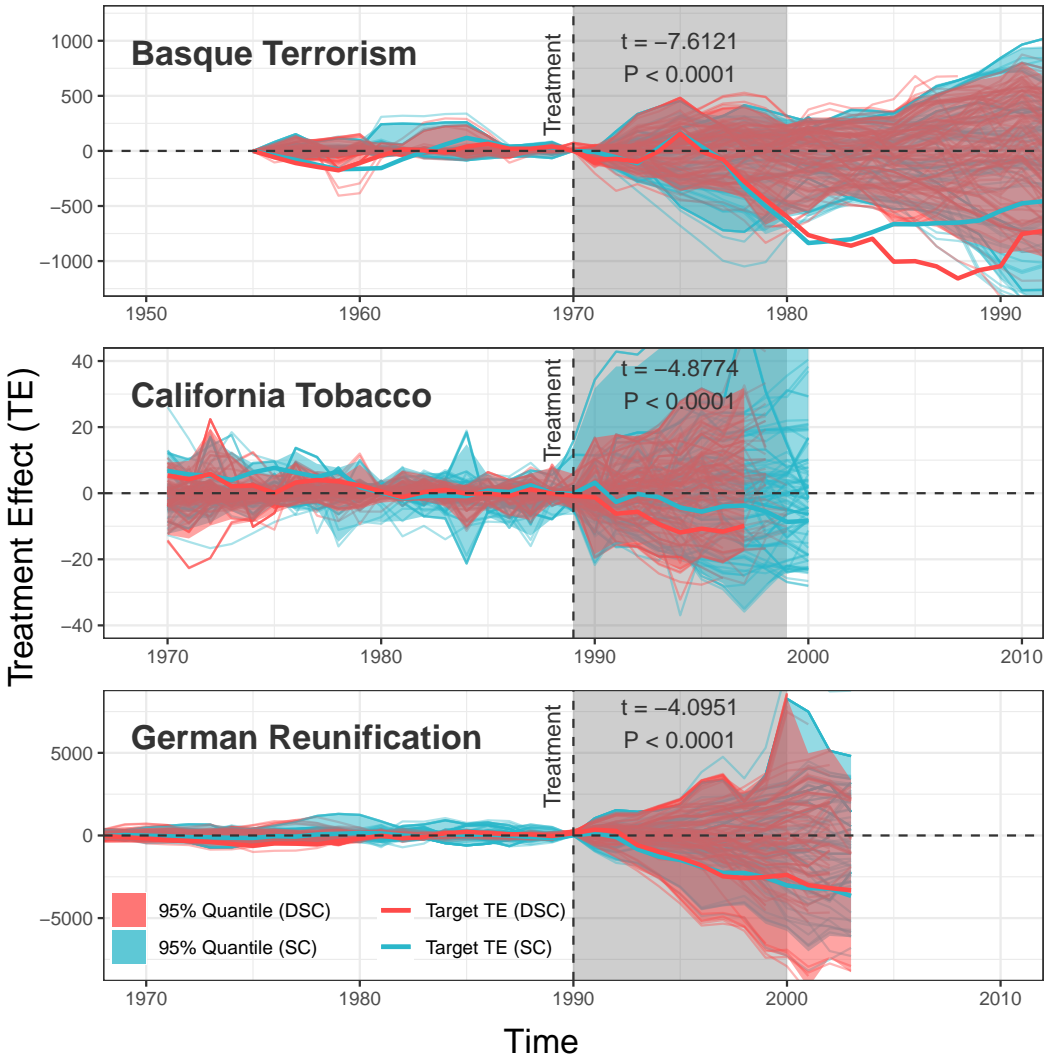 Treatment Effect (TE)
1000
500
0
−500
−1000
Basque Terrorism
Treatment
t = −7.6121
P < 0.0001
1950
1960
1970
1980
1990
40
20
0
−20
−40
California Tobacco
Treatment
t = −4.8774
P < 0.0001
1970
1980
1990
2000
2010
5000
0
−5000
German Reunification
Treatment
t = −4.0951
P < 0.0001
95% Quantile (DSC)
Target TE (DSC)
95% Quantile (SC)
Target TE (SC)
1970
1980
1990
2000
2010
Time